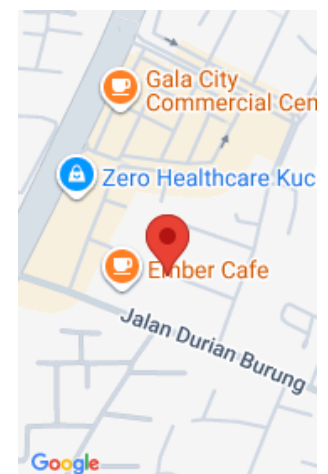 Gala City
Commercial Cen
Zero Healthcare Kuc
Ember Cafe
Jalan Durian Burung
Google